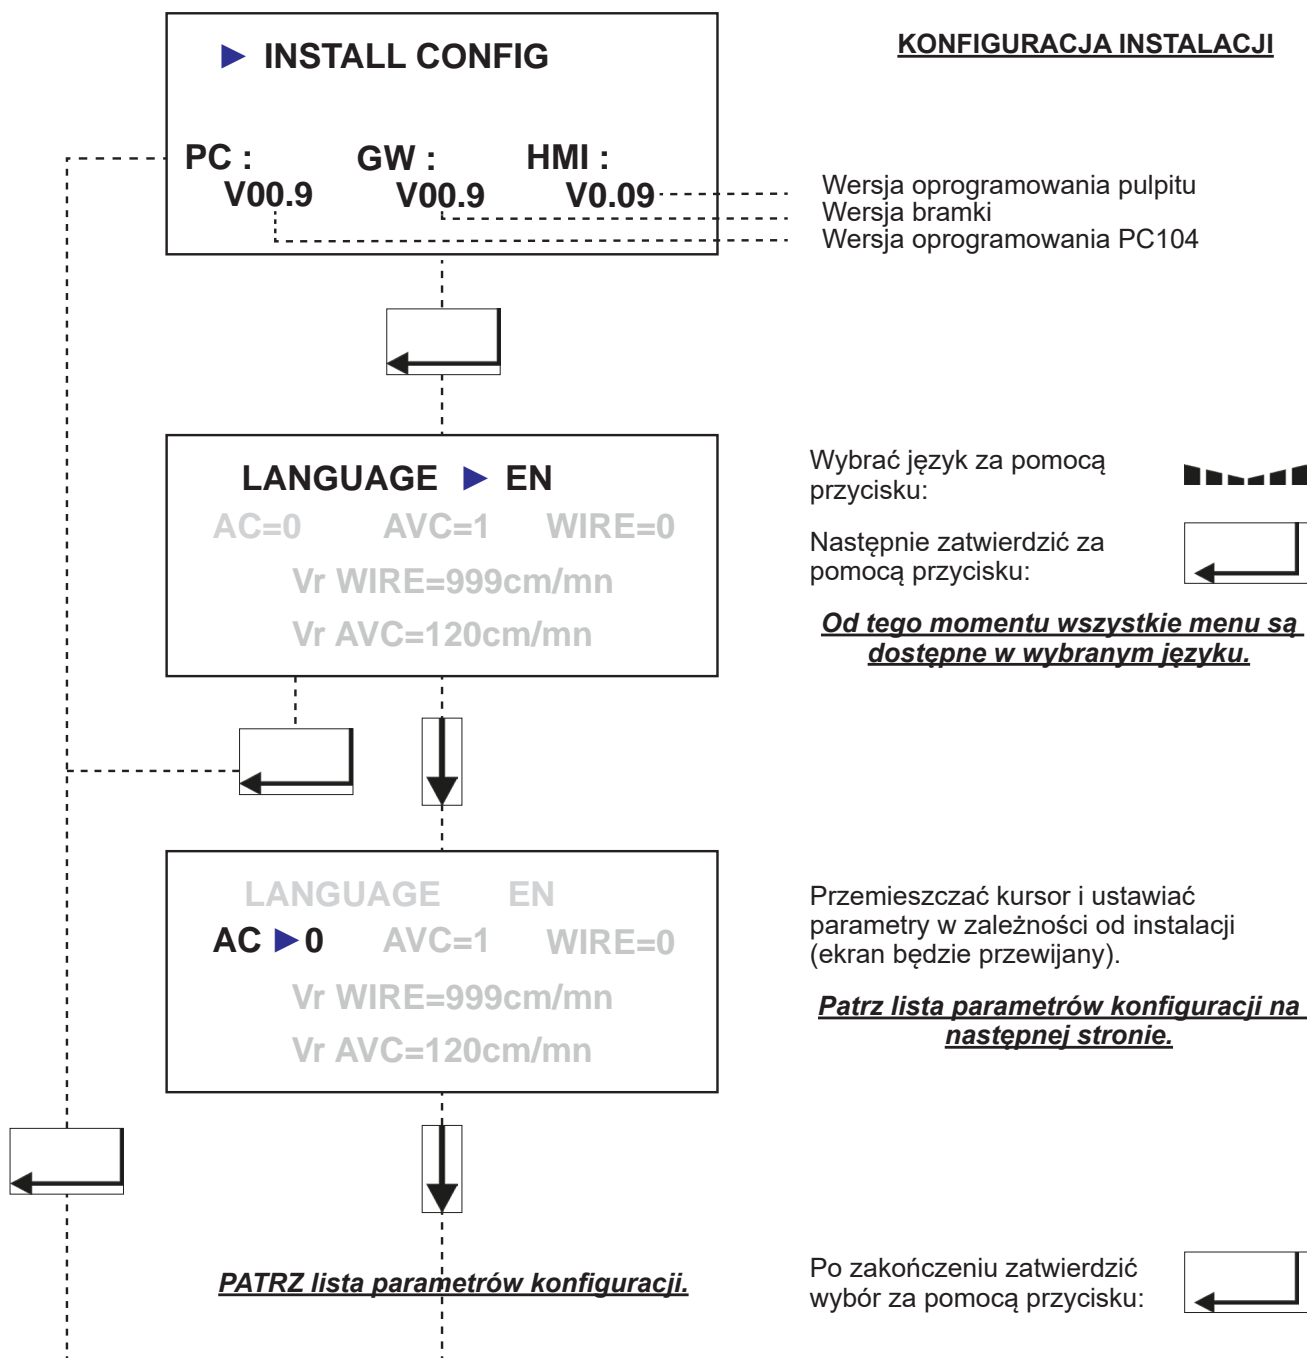 INSTALL CONFIG
KONFIGURACJA INSTALACJI
PC : GW : HMI :
V00.9 V00.9 V0.09
Wersja oprogramowania pulpitu
Wersja bramki
Wersja oprogramowania PC104
LANGUAGE ► EN
AC=0 AVC=1 WIRE=0
Vr WIRE=999cm/mn
Vr AVC=120cm/mn
Wybrać język za pomocą
przycisku:
Następnie zatwierdzić za
pomocą przycisku:
Od tego momentu wszystkie menu są
dostępne w wybranym języku.
LANGUAGE EN
AC ► 0 AVC=1 WIRE=0
Vr WIRE=999cm/mn
Vr AVC=120cm/mn
Przemieszczać kursor i ustawiać
parametry w zależności od instalacji
(ekran będzie przewijany).
Patrz lista parametrów konfiguracji na
następnej stronie.
PATRZ lista parametrów konfiguracji.
Po zakończeniu zatwierdzić
wybór za pomocą przycisku: